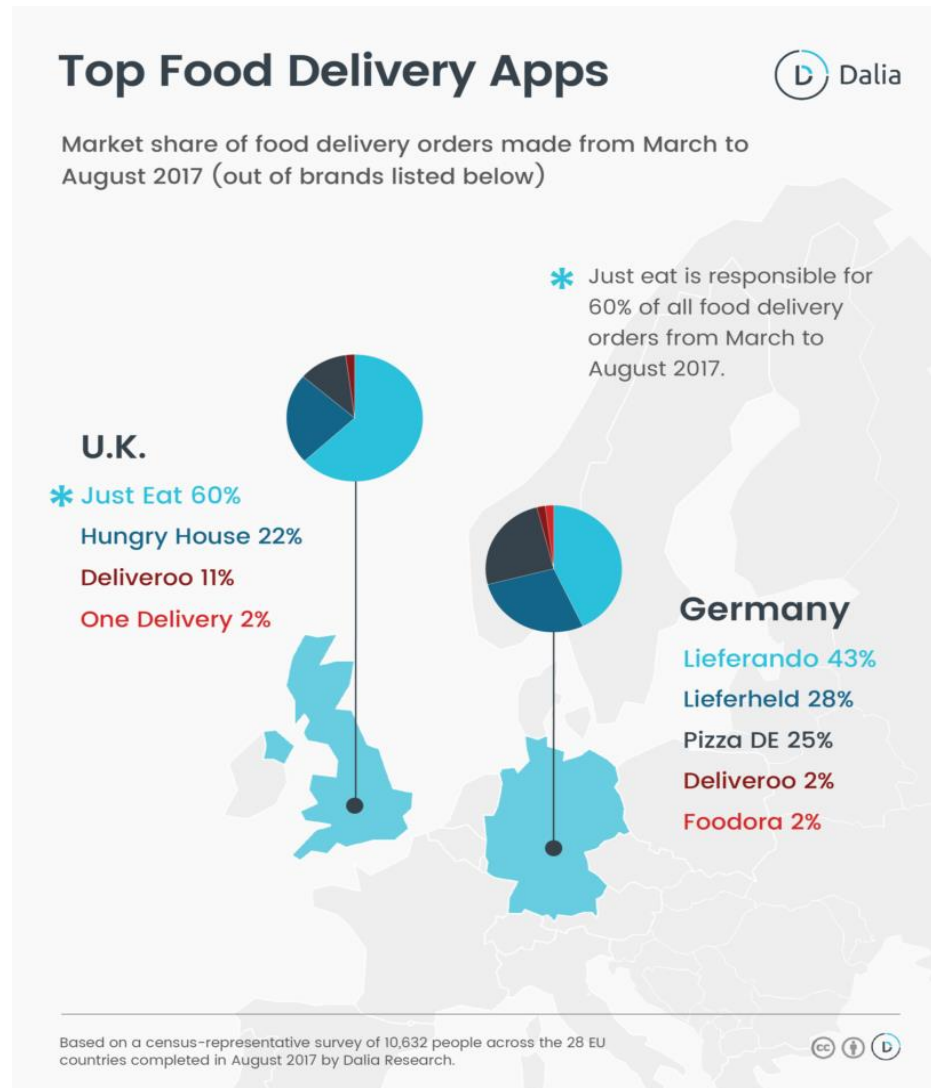 Top Food Delivery Apps
Dalia
Market share of food delivery orders made from March to
August 2017 (out of brands listed below)
* Just eat is responsible for
60% of all food delivery
orders from March to
August 2017.
U.K.
* Just Eat 60%
Hungry House 22%
Deliveroo 11%
One Delivery 2%
Germany
Lieferando 43%
Lieferheld 28%
Pizza DE 25%
Deliveroo 2%
Foodora 2%
Based on a census-representative survey of 10,632 people across the 28 EU
countries completed in August 2017 by Dalia Research.
cc